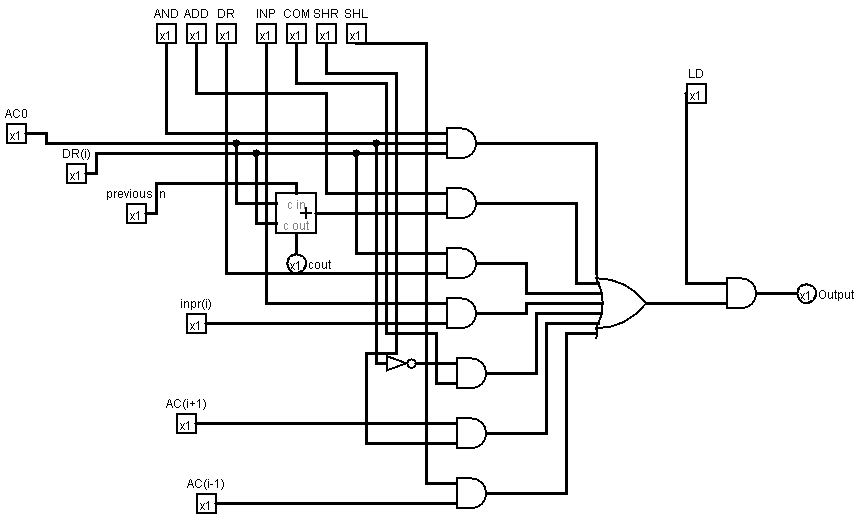 AND ADD DR INP COM SHR SHL
x1 x1 x1 x1 x1 x1 x1
LD
x1
AC0
x1
DR(i)
x1
previous n
x1
c in
+
c out
x1 cout
inpr(i)
x1
x1 Output
AC(i+1)
x1
AC(i-1)
x1